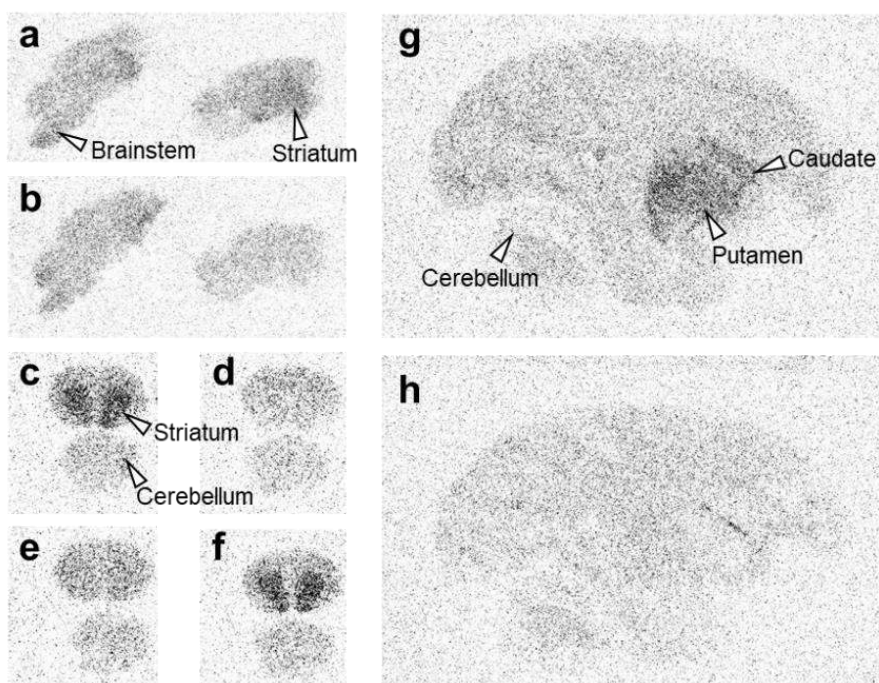 a
Brainstem
Striatum
b
c
Striatum
Cerebellum
d
e
f
g
Caudate
Putamen
Cerebellum
h